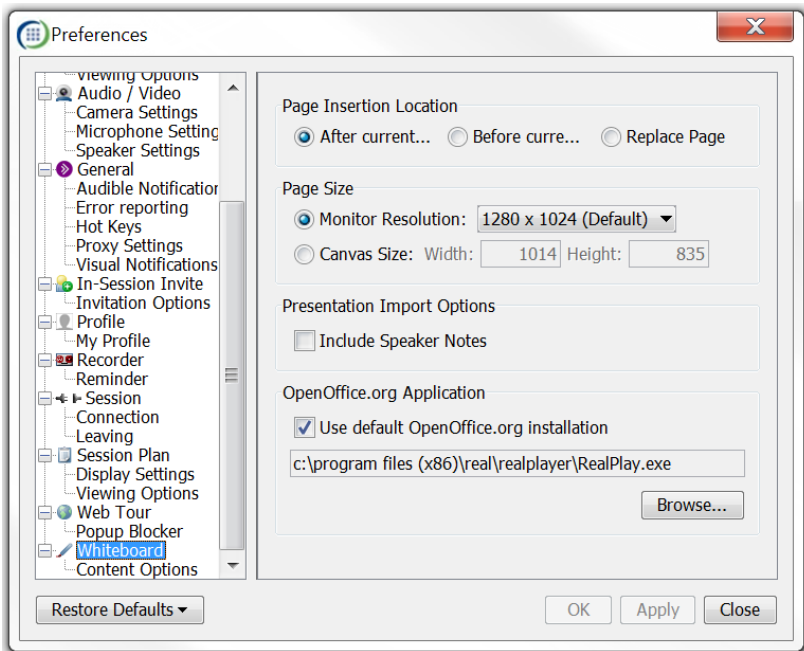 Preferences
Viewing Options
Audio / Video
Camera Settings
Microphone Setting
Speaker Settings
General
Audible Notification
Error reporting
Hot Keys
Proxy Settings
Visual Notifications
In-Session Invite
Invitation Options
Profile
My Profile
Recorder
Reminder
Session
Connection
Leaving
Session Plan
Display Settings
Viewing Options
Web Tour
Popup Blocker
Whiteboard
Content Options
Page Insertion Location
After current... Before curre... Replace Page
Page Size
Monitor Resolution: 1280 x 1024 (Default)
Canvas Size: Width: 1014 Height: 835
Presentation Import Options
Include Speaker Notes
OpenOffice.org Application
Use default OpenOffice.org installation
c:\program files (x86)\real\realplayer\RealPlay.exe
Browse...
Restore Defaults OK Apply Close